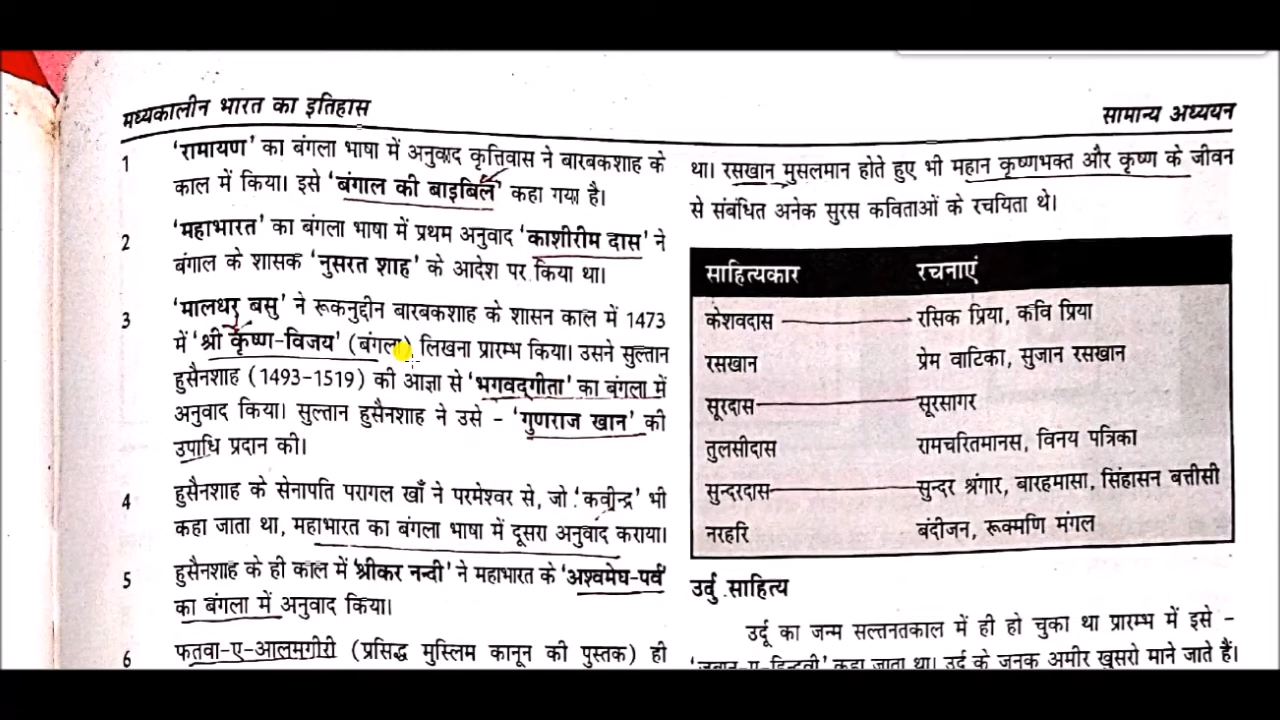 मध्यकालीन भारत का इतिहास
सामान्य अध्ययन
1 'रामायण' का बंगला भाषा में अनुवाद कृत्तिवास ने बारबकशाह के
काल में किया। इसे 'बंगाल की बाइबिल' कहा गया है।
2 'महाभारत' का बंगला भाषा में प्रथम अनुवाद 'काशीरीम दास' ने
बंगाल के शासक 'नुसरत शाह' के आदेश पर किया था।
3 'मालधर बसु' ने रूकनुद्दीन बारबकशाह के शासन काल में 1473
में 'श्री कृष्ण-विजय' (बंगला) लिखना प्रारम्भ किया। उसने सुल्तान
हुसैनशाह (1493-1519) की आज्ञा से 'भगवद्गीता' का बंगला में
अनुवाद किया। सुल्तान हुसैनशाह ने उसे - 'गुणराज खान' की
उपाधि प्रदान की।
4 हुसैनशाह के सेनापति परागल खाँ ने परमेश्वर से, जो 'कवीन्द्र' भी
कहा जाता था, महाभारत का बंगला भाषा में दूसरा अनुवाद कराया।
5 हुसैनशाह के ही काल में 'श्रीकर नन्दी' ने महाभारत के 'अश्वमेघ-पर्व'
का बंगला में अनुवाद किया।
6 फतवा-ए-आलमगीरी (प्रसिद्ध मुस्लिम कानून की पुस्तक) ही
था। रसखान मुसलमान होते हुए भी महान कृष्णभक्त और कृष्ण के जीवन
से संबंधित अनेक सुरस कविताओं के रचयिता थे।
साहित्यकार रचनाएं
केशवदास रसिक प्रिया, कवि प्रिया
रसखान प्रेम वाटिका, सुजान रसखान
सूरदास सूरसागर
तुलसीदास रामचरितमानस, विनय पत्रिका
सुन्दरदास सुन्दर श्रंगार, बारहमासा, सिंहासन बत्तीसी
नरहरि बंदीजन, रूक्मणि मंगल
उर्वु साहित्य
उर्दू का जन्म सल्तनतकाल में ही हो चुका था प्रारम्भ में इसे -
'जबान-ए-हिन्दवी' कहा जाता था। उर्दू के जनक अमीर खुसरो माने जाते हैं।